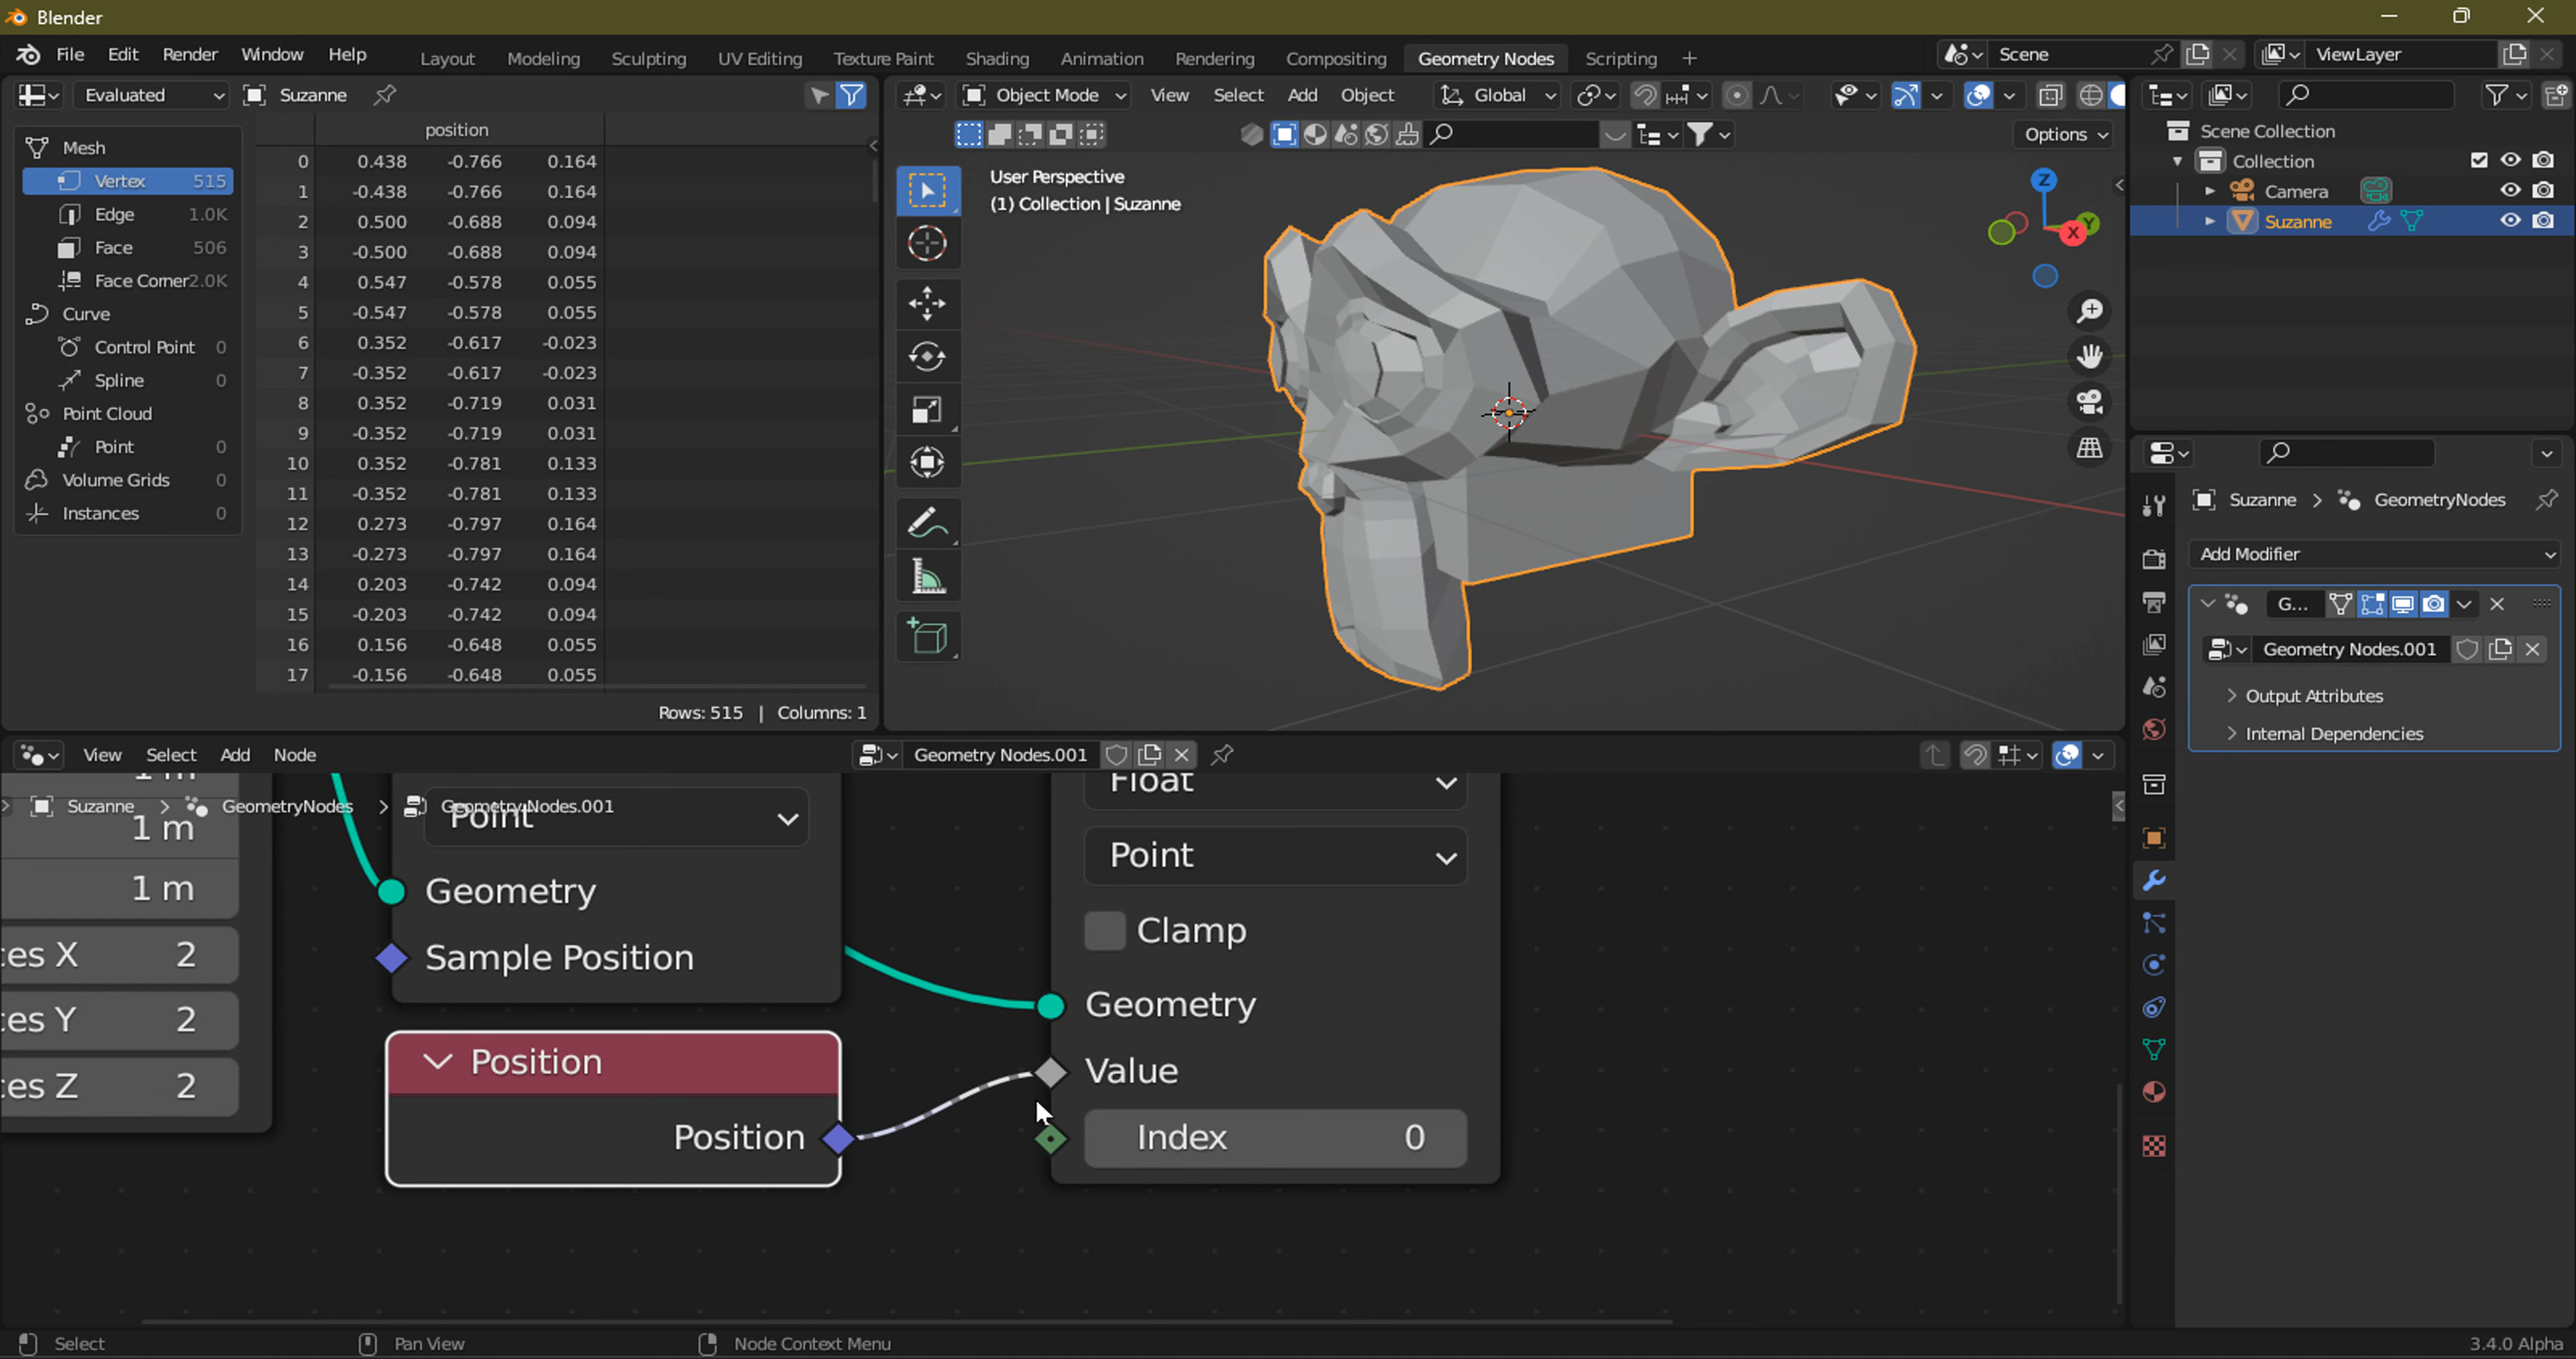 Blender
File Edit Render Window Help Layout Modeling Sculpting UV Editing Texture Paint Shading Animation Rendering Compositing Geometry Nodes Scripting + Scene ViewLayer
Evaluated Suzanne
Mesh
Vertex 515
Edge 1.0K
Face 506
Face Corner 2.0K
Curve
Control Point 0
Spline 0
Point Cloud
Point 0
Volume Grids 0
Instances 0
position
0 0.438 -0.766 0.164
1 -0.438 -0.766 0.164
2 0.500 -0.688 0.094
3 -0.500 -0.688 0.094
4 0.547 -0.578 0.055
5 -0.547 -0.578 0.055
6 0.352 -0.617 -0.023
7 -0.352 -0.617 -0.023
8 0.352 -0.719 0.031
9 -0.352 -0.719 0.031
10 0.352 -0.781 0.133
11 -0.352 -0.781 0.133
12 0.273 -0.797 0.164
13 -0.273 -0.797 0.164
14 0.203 -0.742 0.094
15 -0.203 -0.742 0.094
16 0.156 -0.648 0.055
17 -0.156 -0.648 0.055
Rows: 515 | Columns: 1
Object Mode View Select Add Object Global
Options
User Perspective
(1) Collection | Suzanne
Z
Y
X
Scene Collection
Collection
Camera
Suzanne
Suzanne > GeometryNodes
Add Modifier
G...
Geometry Nodes.001
Output Attributes
Internal Dependencies
View Select Add Node Geometry Nodes.001
Suzanne > GeometryNodes > Geometry Nodes.001
1 m
1 m
1 m
ces X 2
ces Y 2
ces Z 2
Point
Geometry
Sample Position
Position
Position
Float
Point
Clamp
Geometry
Value
Index 0
Select Pan View Node Context Menu 3.4.0 Alpha